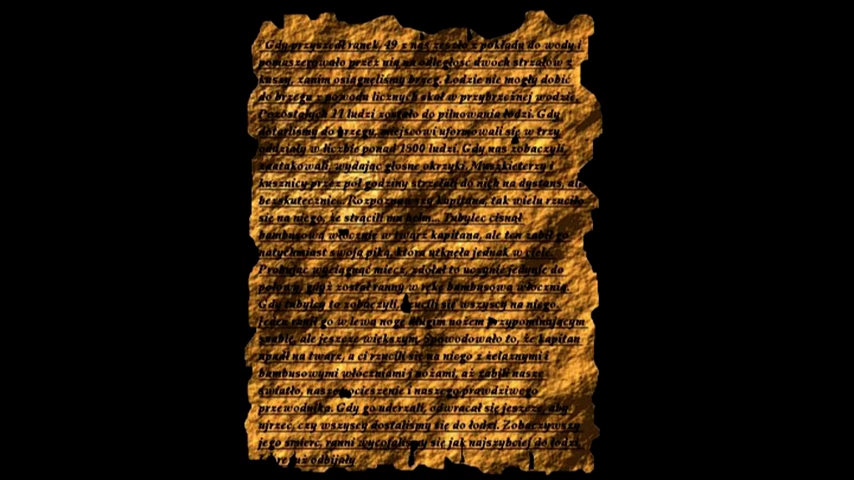 "Gdy przyszedł ranek, 49 z nas zeszło z pokładu do wody i
pomaszerowało przez nią na odległość dwóch strzałów z
kuszy, zanim osiągnęliśmy brzeg. Łodzie nie mogły dobić
do brzegu z powodu licznych skał w przybrzeżnej wodzie.
Pozostałych 11 ludzi zostało do pilnowania łodzi. Gdy
dotarliśmy do brzegu, miejscowi uformowali się w trzy
oddziały w liczbie ponad 1500 ludzi. Gdy nas zobaczyli,
zaatakowali, wydając głośne okrzyki. Muszkieterzy i
kusznicy przez pół godziny strzelali do nich na dystans, ale
bezskutecznie... Rozpoznawszy kapitana, tak wielu rzuciło
się na niego, że strącili mu hełm... Tubylec cisnął
bambusową włócznię w twarz kapitana, ale ten zabił go
natychmiast swoją piką, która utknęła jednak w ciele.
Próbując wyciągnąć miecz, zdołał to uczynić jedynie do
połowy, gdyż został ranny w rękę bambusową włócznią.
Gdy tubylcy to zobaczyli, rzucili się wszyscy na niego.
Jeden ranił go w lewą nogę długim nożem przypominającym
szablę, ale jeszcze większym. Spowodowało to, że kapitan
upadł na twarz, a ci rzucili się na niego z żelaznymi i
bambusowymi włóczniami i nożami, aż zabili nasze
światło, nasze pocieszenie i naszego prawdziwego
przewodnika. Gdy go uderzali, odwracał się jeszcze, aby
ujrzeć, czy wszyscy dostaliśmy się do łodzi. Zobaczywszy
jego śmierć, ranni wycofaliśmy się jak najszybciej do łodzi,
które już odbijały